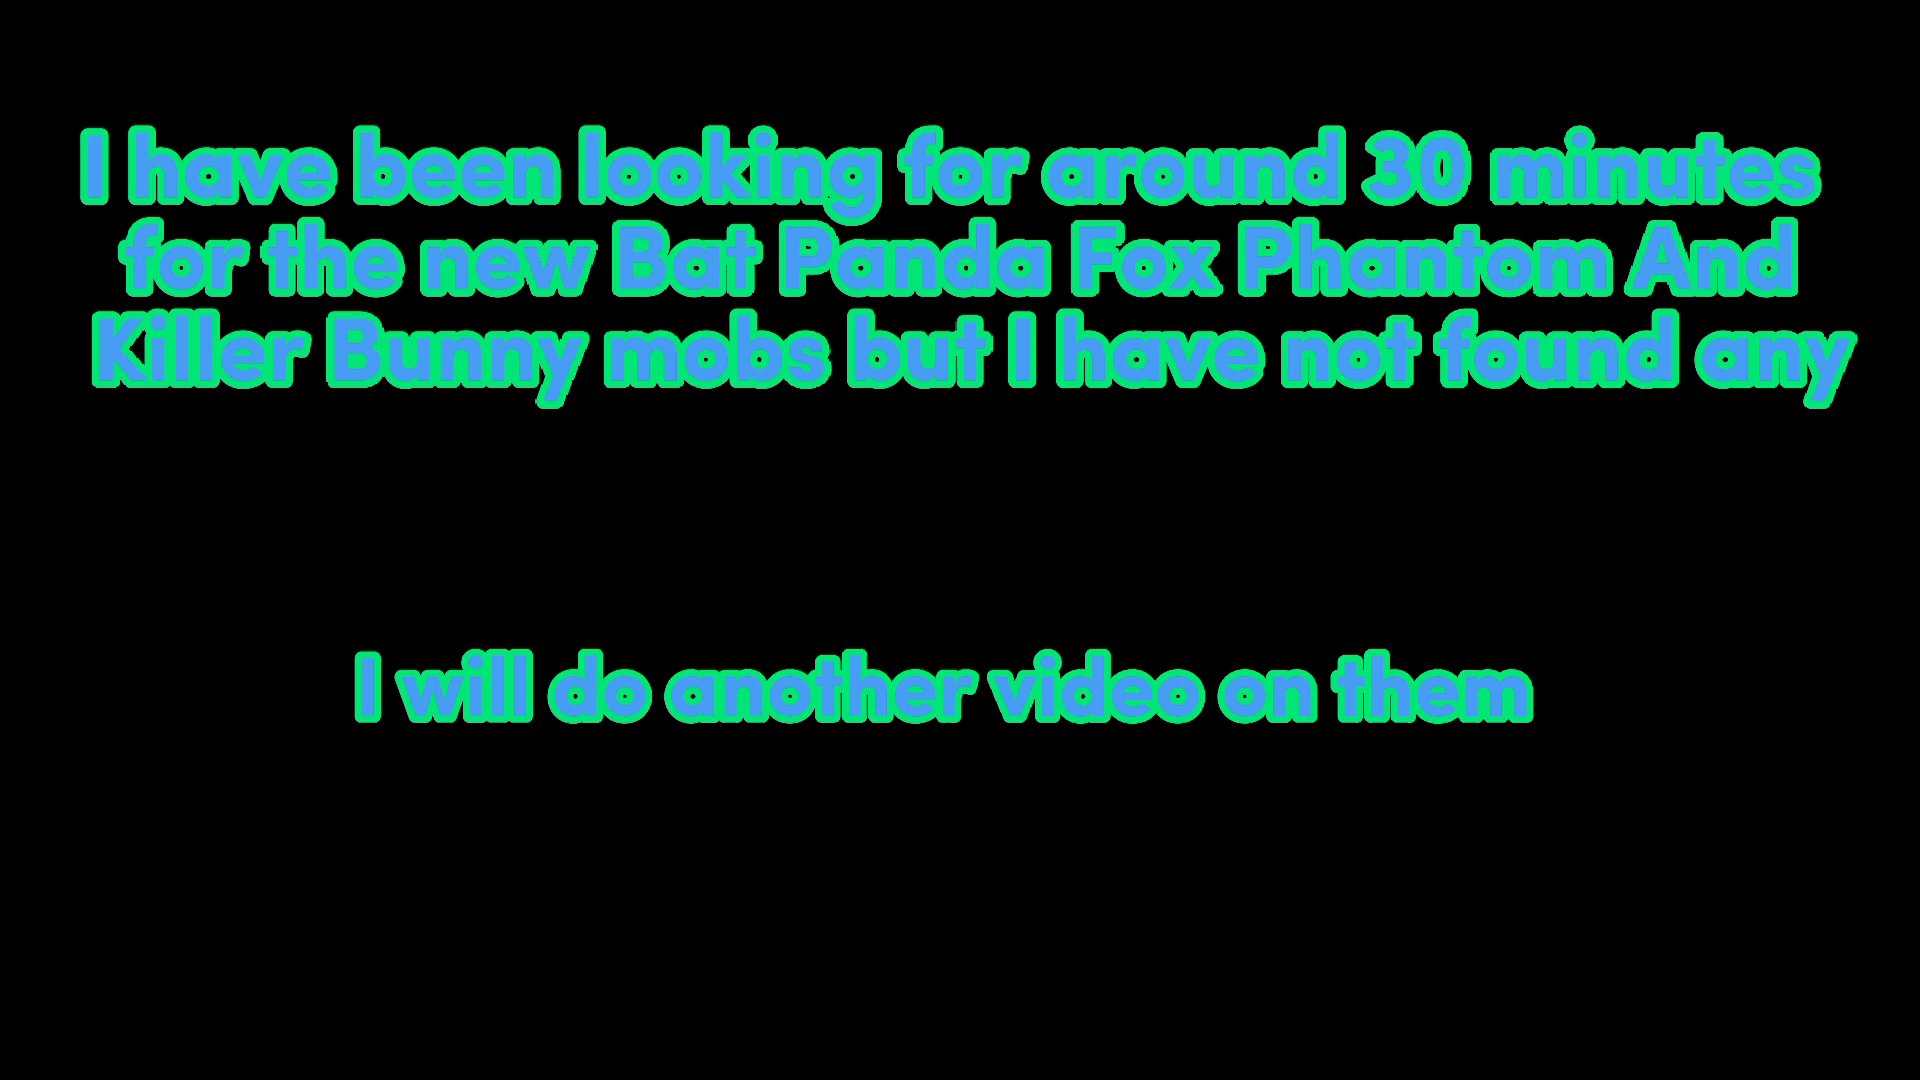 I have been looking for around 30 minutes
for the new Bat Panda Fox Phantom And
Killer Bunny mobs but I have not found any
I will do another video on them